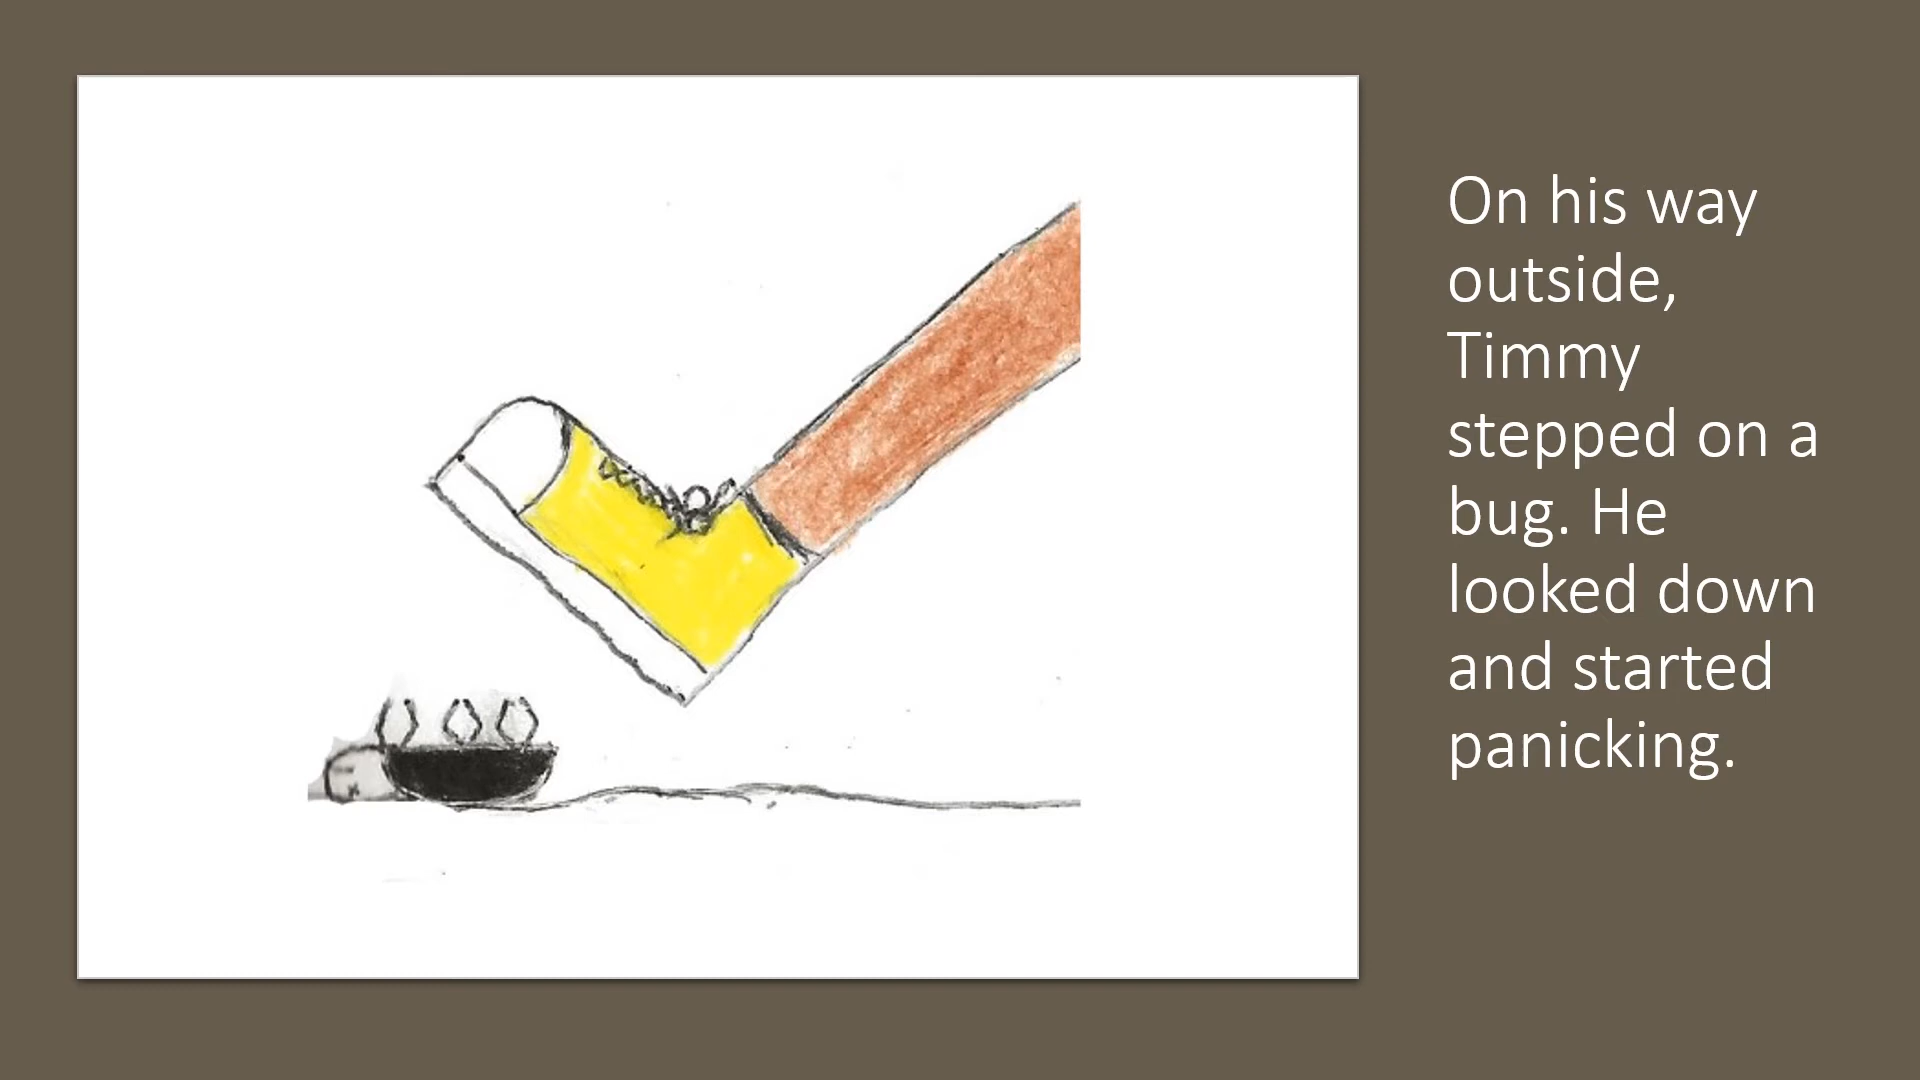 On his way
outside,
Timmy
stepped on a
bug. He
looked down
and started
panicking.